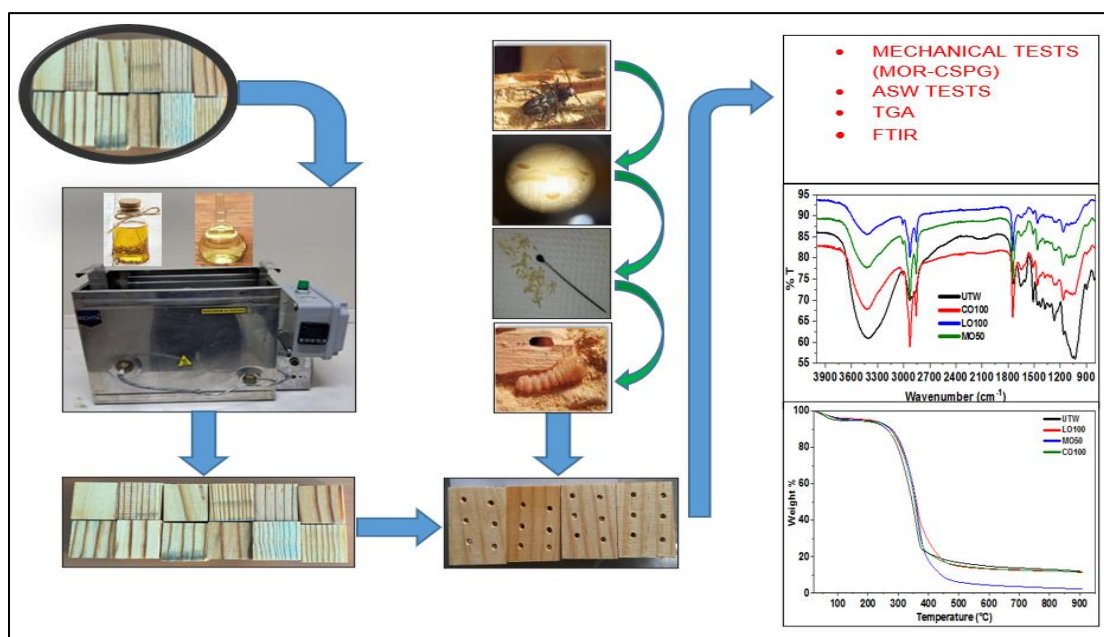 MECHANICAL TESTS
(MOR-CSPG)
ASW TESTS
TGA
FTIR
95
90
85
80
75
70
65
60
55
% T
UTW
CO100
LO100
MO50
3900 3600 3300 3000 2700 2400 2100 1800 1500 1200 900
Wavenumber (cm⁻¹)
100
80
60
40
20
0
Weight %
UTW
LO100
MO50
CO100
100 200 300 400 500 600 700 800 900
Temperature (°C)